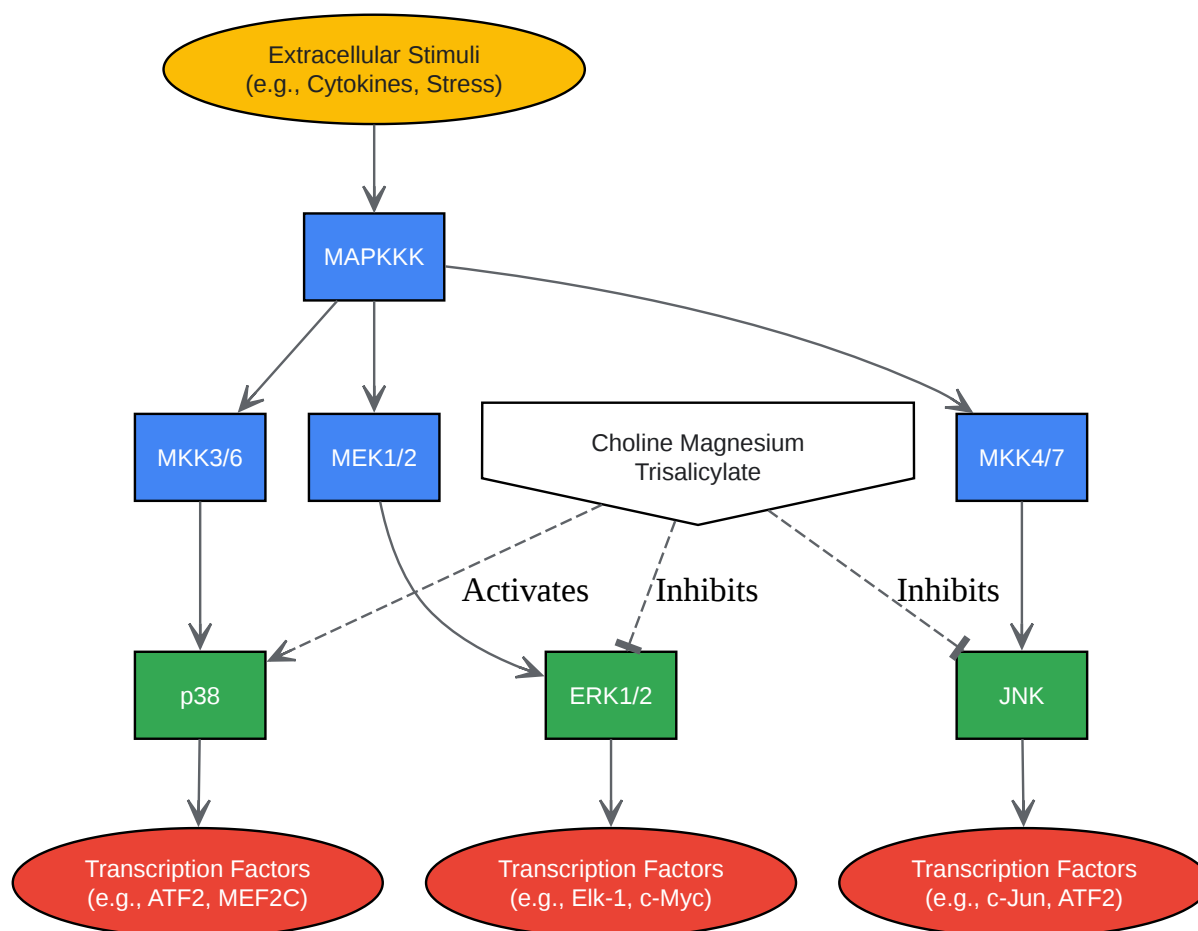 Extracellular Stimuli
(e.g., Cytokines, Stress)
MAPKKK
MKK3/6
MEK1/2
Choline Magnesium
Trisalicylate
MKK4/7
Activates
Inhibits
Inhibits
p38
ERK1/2
JNK
Transcription Factors
(e.g., ATF2, MEF2C)
Transcription Factors
(e.g., Elk-1, c-Myc)
Transcription Factors
(e.g., c-Jun, ATF2)